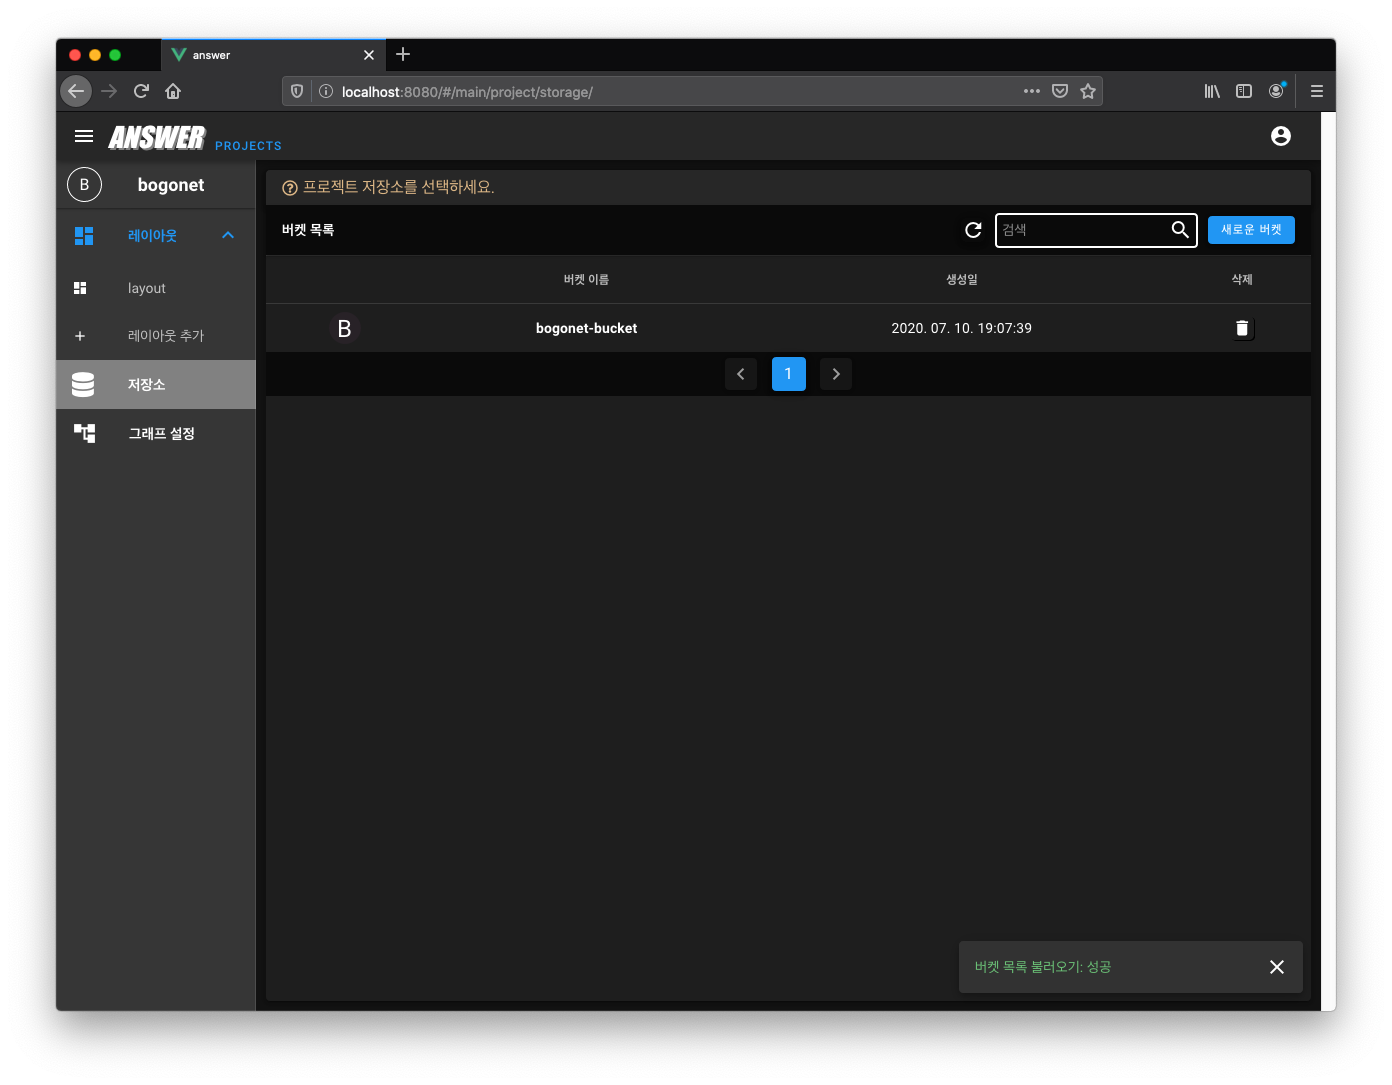 answer
localhost:8080/#/main/project/storage/
ANSWER PROJECTS
B bogonet
레이아웃
layout
레이아웃 추가
저장소
그래프 설정
프로젝트 저장소를 선택하세요.
버켓 목록 검색 새로운 버켓
버켓 이름 생성일 삭제
B bogonet-bucket 2020. 07. 10. 19:07:39
1
버켓 목록 불러오기: 성공